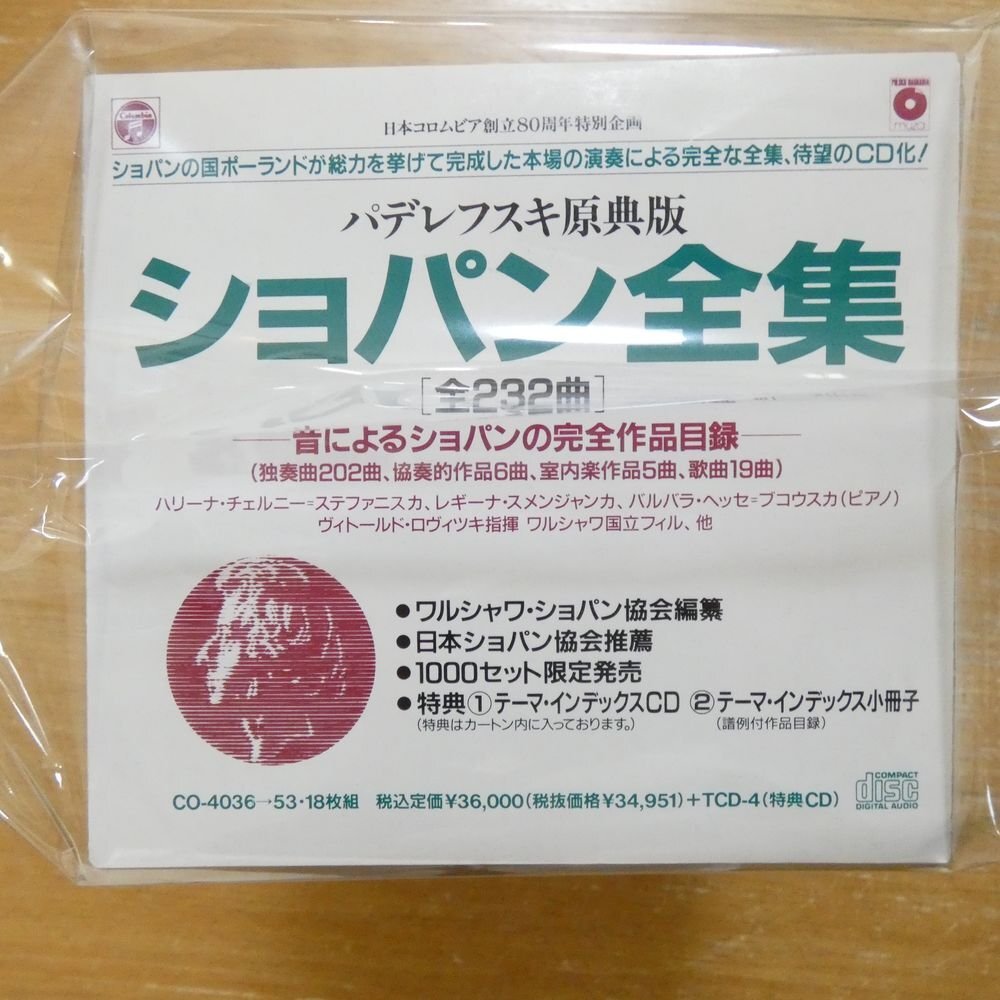 Columbia
POLSKIE NAGRANIA
muza
日本コロムビア創立80周年特別企画
ショパンの国ポーランドが総力を挙げて完成した本場の演奏による完全な全集、待望のCD化!
パデレフスキ原典版
ショパン全集
[全232曲]
音によるショパンの完全作品目録
(独奏曲202曲、協奏的作品6曲、室内楽作品5曲、歌曲19曲)
ハリーナ・チェルニー=ステファニスカ、レギーナ・スメンジャンカ、バルバラ・ヘッセ=ブコウスカ(ピアノ)
ヴィトールド・ロヴィツキ指揮 ワルシャワ国立フィル、他
●ワルシャワ・ショパン協会編纂
●日本ショパン協会推薦
●1000セット限定発売
●特典①テーマ・インデックスCD ②テーマ・インデックス小冊子
(特典はカートン内に入っております。) (譜例付作品目録)
CO-4036→53・18枚組 税込定価¥36,000(税抜価格¥34,951)+TCD-4(特典CD)
COMPACT
disc
DIGITAL AUDIO